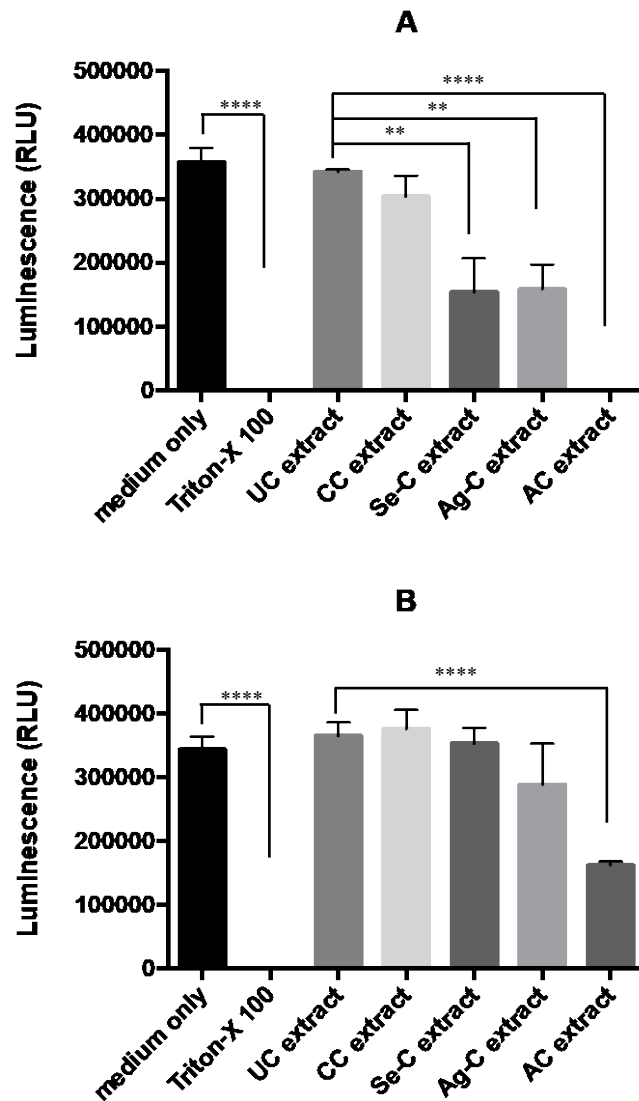 A
Luminescence (RLU)
500000
400000
300000
200000
100000
0
****
****
**
**
medium only
Triton-X 100
UC extract
CC extract
Se-C extract
Ag-C extract
AC extract
B
Luminescence (RLU)
500000
400000
300000
200000
100000
0
****
****
medium only
Triton-X 100
UC extract
CC extract
Se-C extract
Ag-C extract
AC extract